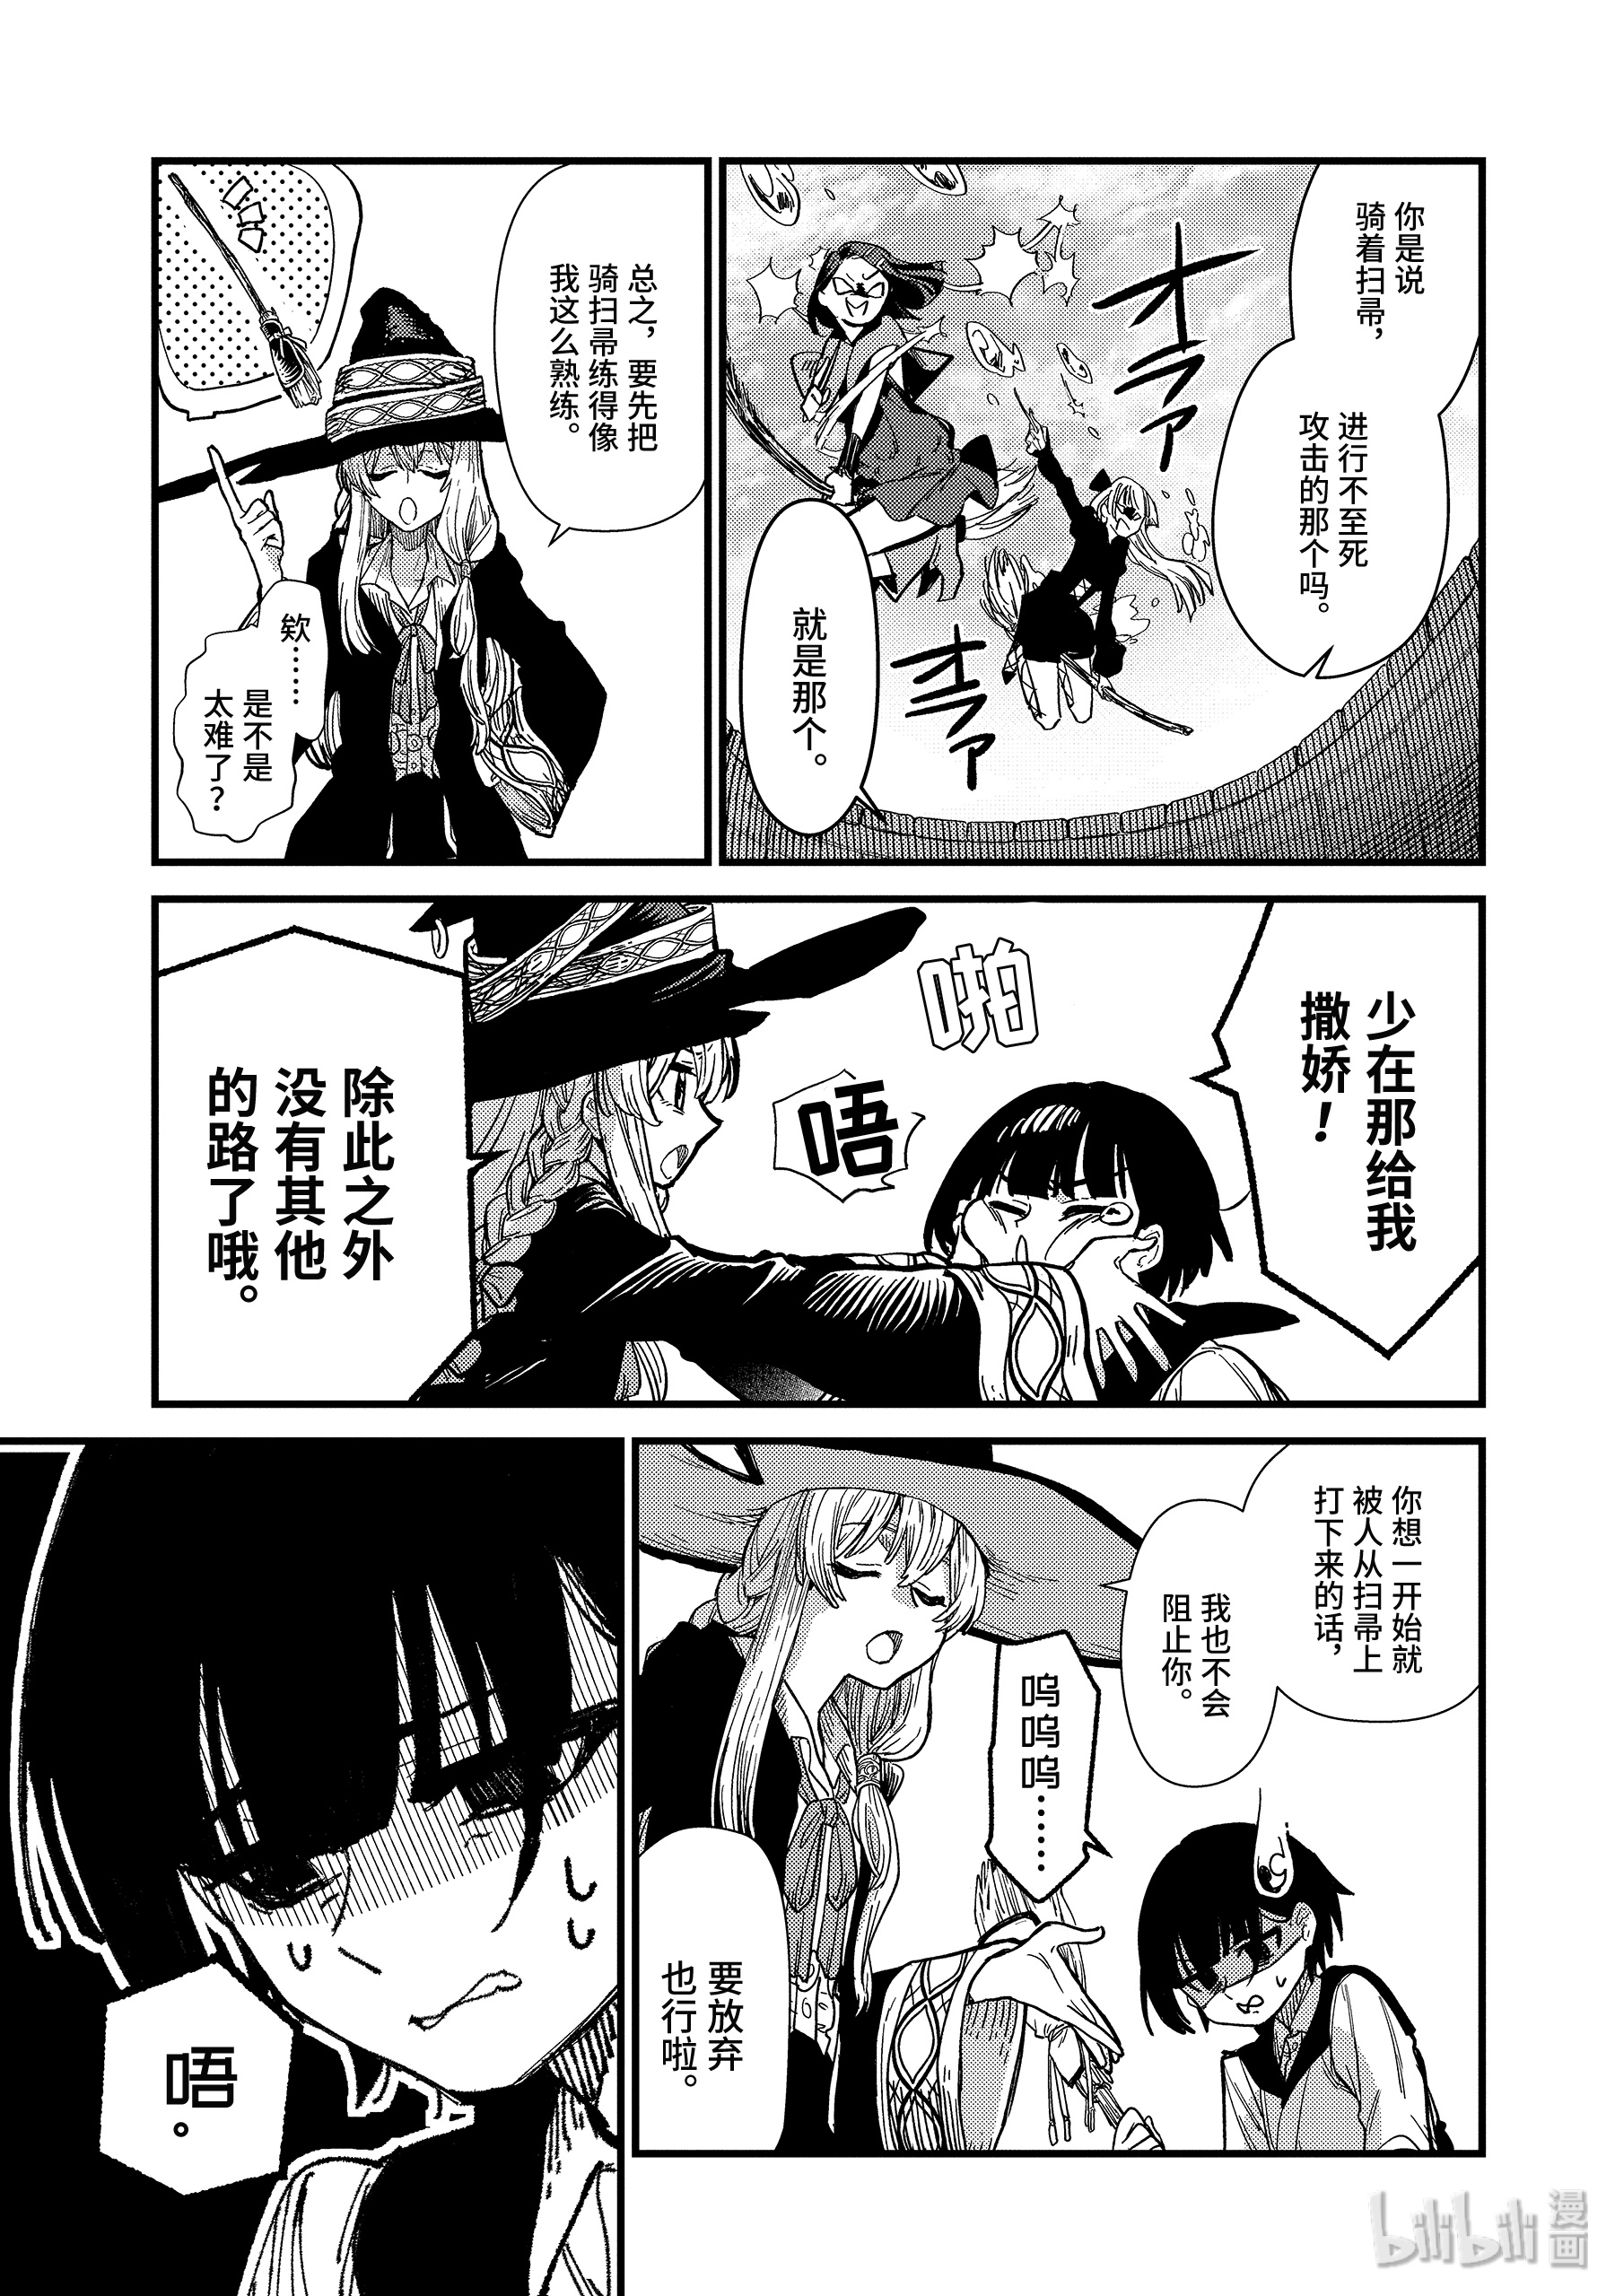 你是说
骑着扫帚，
进行不至死
攻击的那个吗。
オラァ
オラァ
就是那个。
总之，要先把
骑扫帚练得像
我这么熟练。
欸……
是不是
太难了？
少在那给我
撒娇！
啪
唔
除此之外
没有其他
的路了哦。
你想一开始就
被人从扫帚上
打下来的话，
我也不会
阻止你。
呜呜呜……
要放弃
也行啦。
唔。
bilibili
漫画